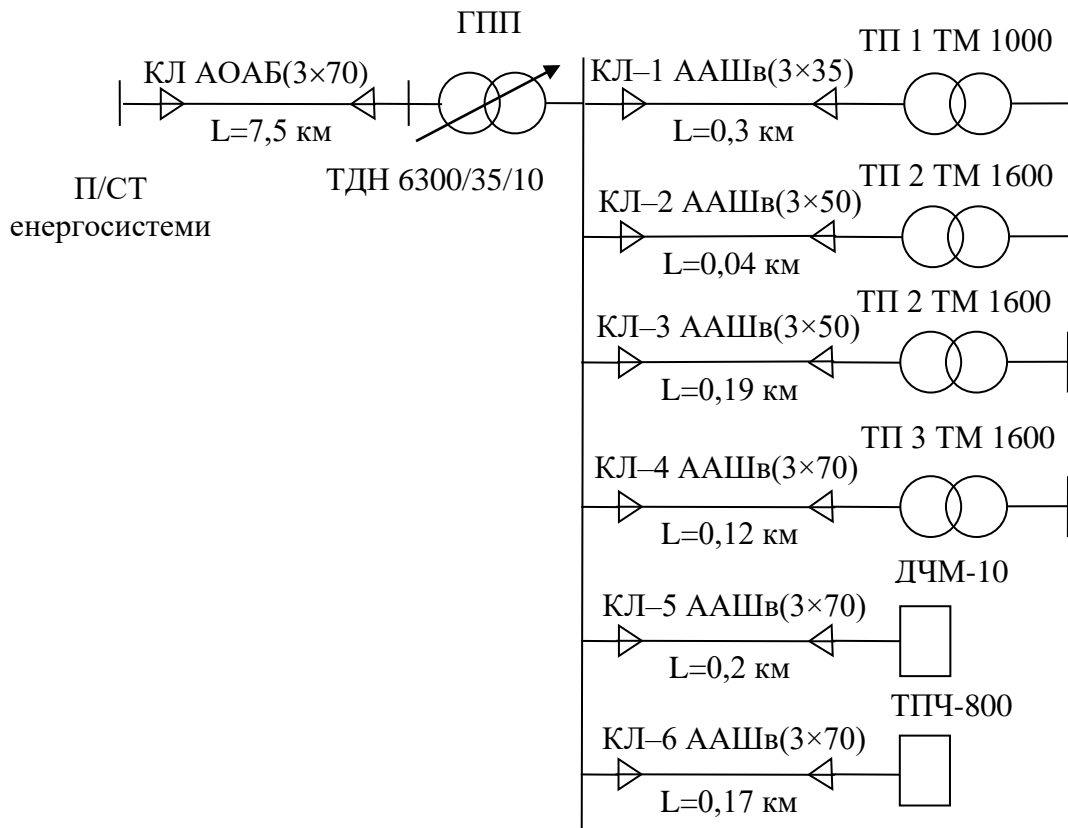 ГПП
КЛ АОАБ(3×70)
L=7,5 км
ТДН 6300/35/10
П/СТ
енергосистеми
КЛ–1 ААШв(3×35)
L=0,3 км
ТП 1 ТМ 1000
КЛ–2 ААШв(3×50)
L=0,04 км
ТП 2 ТМ 1600
КЛ–3 ААШв(3×50)
L=0,19 км
ТП 2 ТМ 1600
КЛ–4 ААШв(3×70)
L=0,12 км
ТП 3 ТМ 1600
КЛ–5 ААШв(3×70)
L=0,2 км
ДЧМ-10
КЛ–6 ААШв(3×70)
L=0,17 км
ТПЧ-800